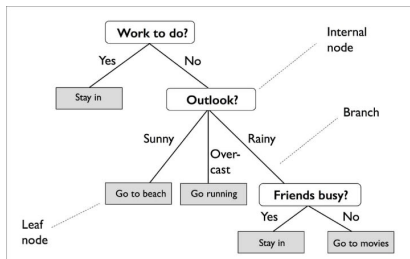 Work to do?
Internal
node
Yes
No
Stay in
Outlook?
Branch
Sunny
Over-
cast
Rainy
Go to beach
Go running
Friends busy?
Leaf
node
Yes
No
Stay in
Go to movies